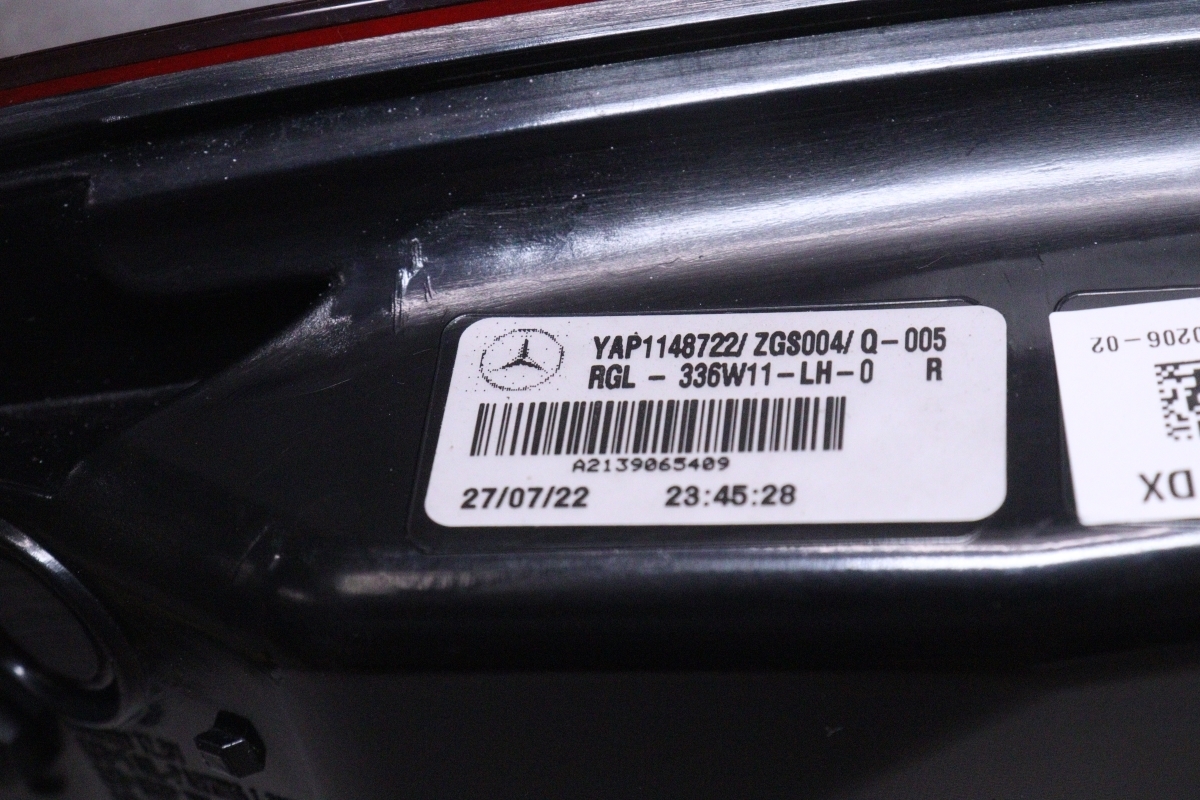 YAP1148722/ ZGS004/ Q-005
RGL - 336W11-LH-0 R
A2139065409
27/07/22 23:45:28
0206-02
DX